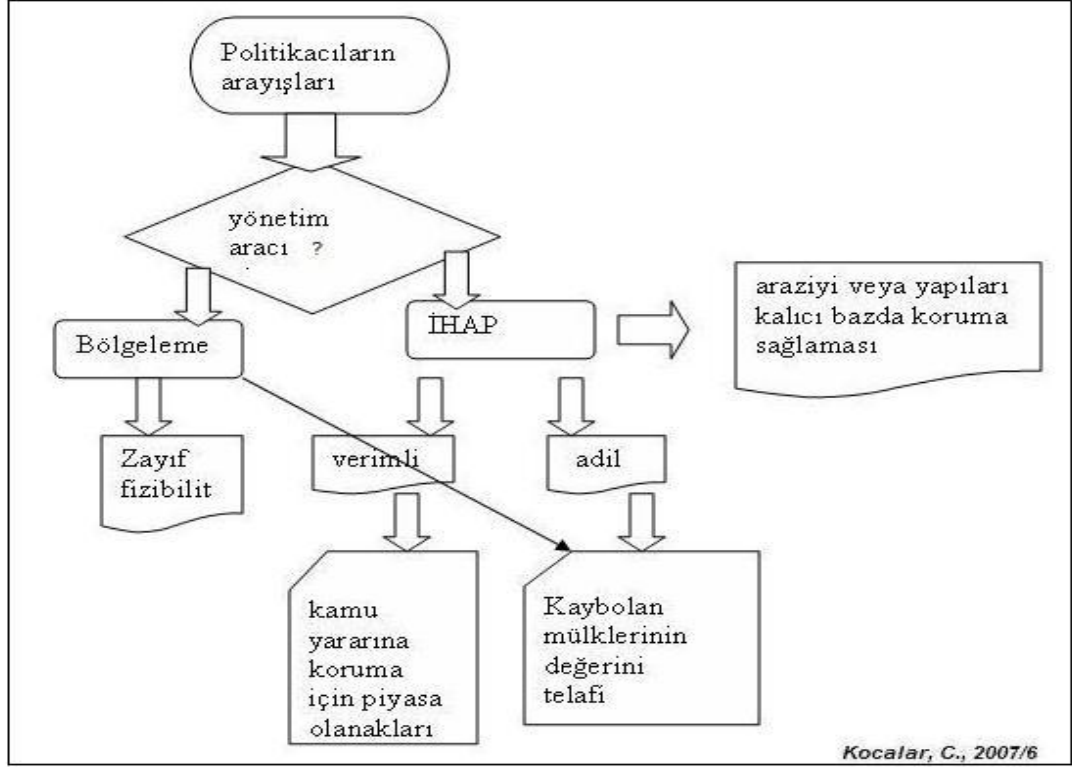 Politikacıların
arayışları
yönetim
aracı ?
araziyi veya yapıları
kalıcı bazda koruma
sağlaması
Bölgeleme
İHAP
Zayıf
fizibilit
verimli
adil
kamu
yararına
koruma
için piyasa
olanakları
Kaybolan
mülklerinin
değerini
telafi
Kocalar, C., 2007/6